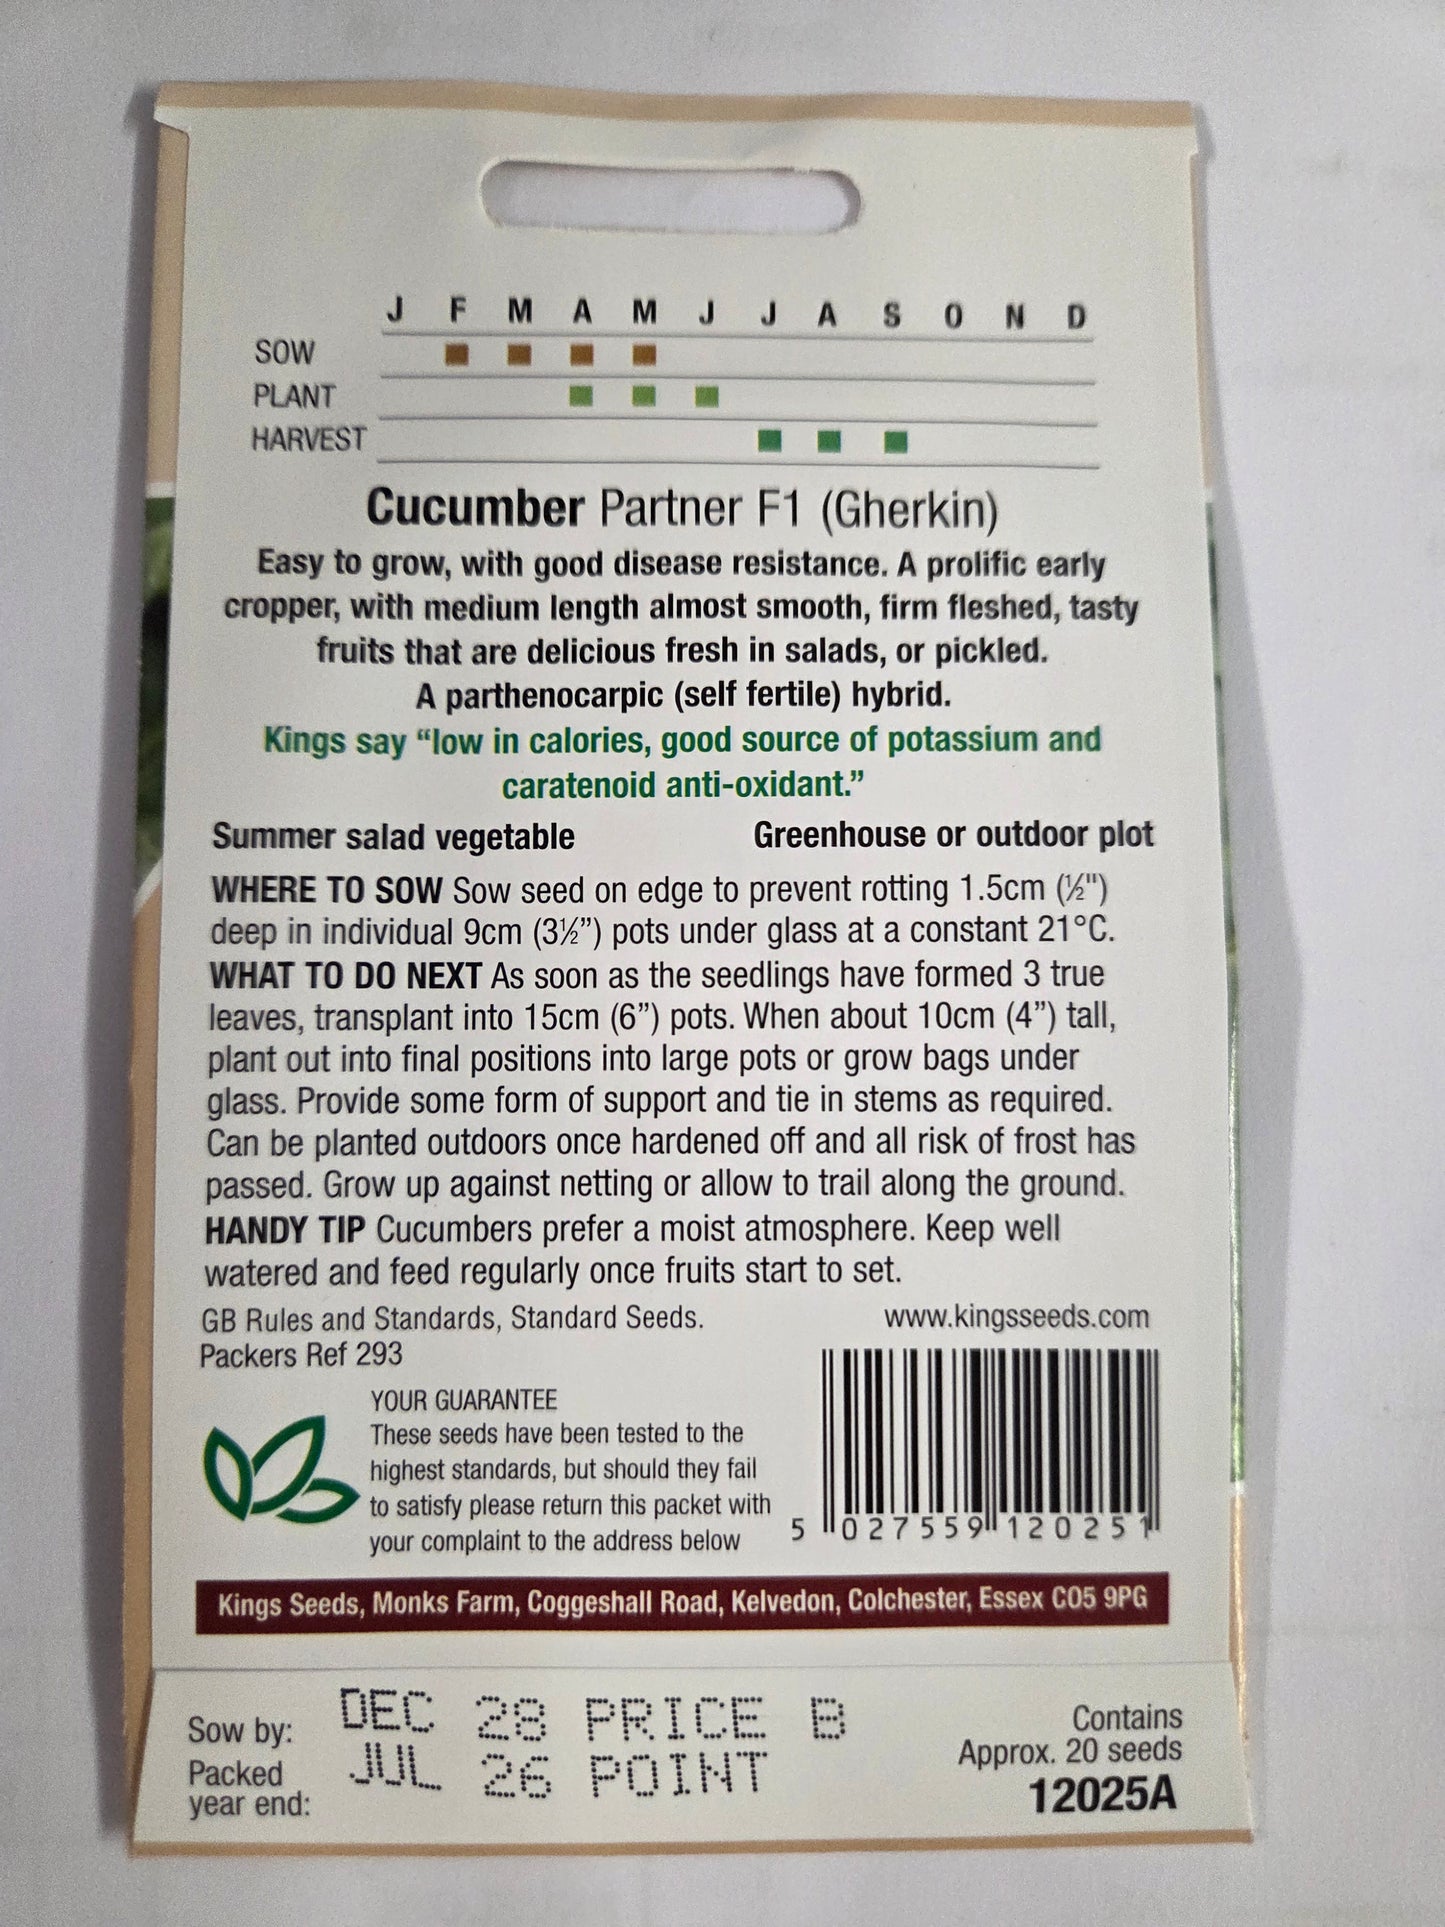 J F M A M J J A S O N D
SOW
PLANT
HARVEST
Cucumber Partner F1 (Gherkin)
Easy to grow, with good disease resistance. A prolific early
cropper, with medium length almost smooth, firm fleshed, tasty
fruits that are delicious fresh in salads, or pickled.
A parthenocarpic (self fertile) hybrid.
Kings say “low in calories, good source of potassium and
caratenoid anti-oxidant.”
Summer salad vegetable Greenhouse or outdoor plot
WHERE TO SOW Sow seed on edge to prevent rotting 1.5cm (½")
deep in individual 9cm (3½”) pots under glass at a constant 21°C.
WHAT TO DO NEXT As soon as the seedlings have formed 3 true
leaves, transplant into 15cm (6”) pots. When about 10cm (4”) tall,
plant out into final positions into large pots or grow bags under
glass. Provide some form of support and tie in stems as required.
Can be planted outdoors once hardened off and all risk of frost has
passed. Grow up against netting or allow to trail along the ground.
HANDY TIP Cucumbers prefer a moist atmosphere. Keep well
watered and feed regularly once fruits start to set.
GB Rules and Standards, Standard Seeds. www.kingsseeds.com
Packers Ref 293
YOUR GUARANTEE
These seeds have been tested to the
highest standards, but should they fail
to satisfy please return this packet with
your complaint to the address below
5 027559 120251
Kings Seeds, Monks Farm, Coggeshall Road, Kelvedon, Colchester, Essex CO5 9PG
Sow by: DEC 28 PRICE B
Packed
year end: JUL 26 POINT
Contains
Approx. 20 seeds
12025A